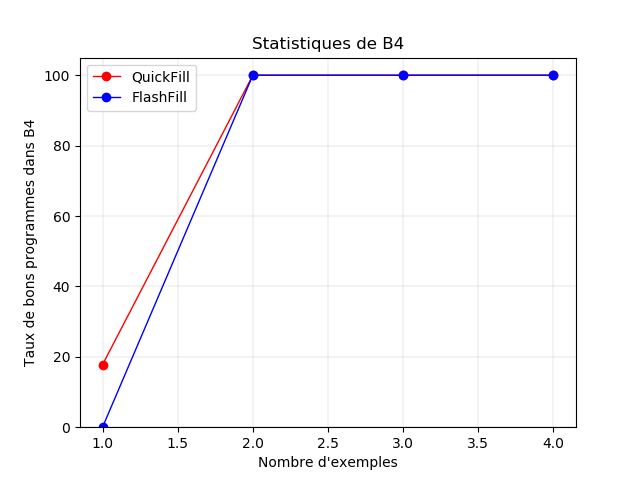 Statistiques de B4
QuickFill
FlashFill
Taux de bons programmes dans B4
100
80
60
40
20
0
1.0 1.5 2.0 2.5 3.0 3.5 4.0
Nombre d'exemples